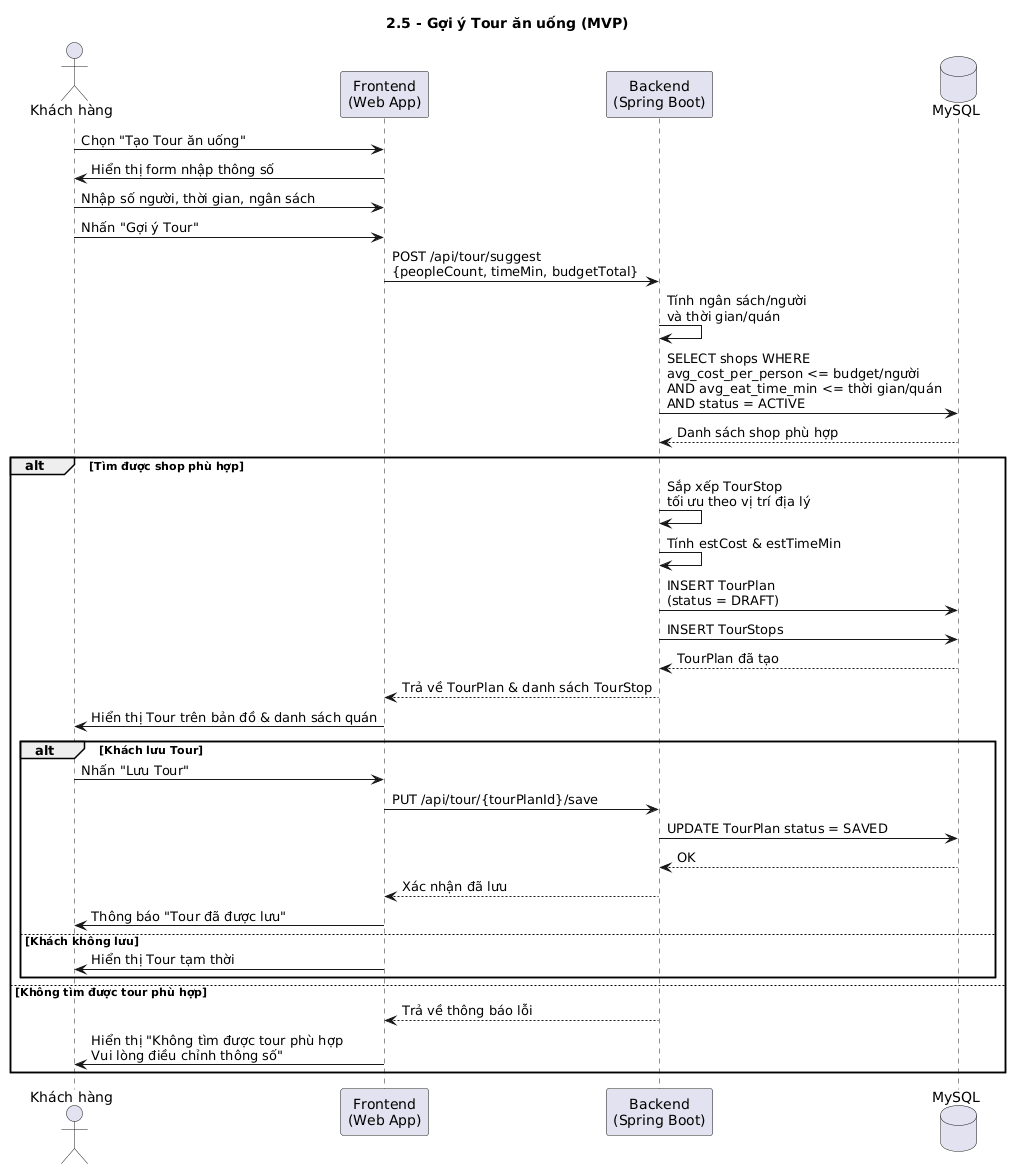 2.5 - Gợi ý Tour ăn uống (MVP)
Khách hàng
Frontend
(Web App)
Backend
(Spring Boot)
MySQL
Chọn "Tạo Tour ăn uống"
Hiển thị form nhập thông số
Nhập số người, thời gian, ngân sách
Nhấn "Gợi ý Tour"
POST /api/tour/suggest
{peopleCount, timeMin, budgetTotal}
Tính ngân sách/người
và thời gian/quán
SELECT shops WHERE
avg_cost_per_person <= budget/người
AND avg_eat_time_min <= thời gian/quán
AND status = ACTIVE
Danh sách shop phù hợp
alt [Tìm được shop phù hợp]
Sắp xếp TourStop
tối ưu theo vị trí địa lý
Tính estCost & estTimeMin
INSERT TourPlan
(status = DRAFT)
INSERT TourStops
TourPlan đã tạo
Trả về TourPlan & danh sách TourStop
Hiển thị Tour trên bản đồ & danh sách quán
alt [Khách lưu Tour]
Nhấn "Lưu Tour"
PUT /api/tour/{tourPlanId}/save
UPDATE TourPlan status = SAVED
OK
Xác nhận đã lưu
Thông báo "Tour đã được lưu"
[Khách không lưu]
Hiển thị Tour tạm thời
[Không tìm được tour phù hợp]
Trả về thông báo lỗi
Hiển thị "Không tìm được tour phù hợp
Vui lòng điều chỉnh thông số"
Khách hàng
Frontend
(Web App)
Backend
(Spring Boot)
MySQL